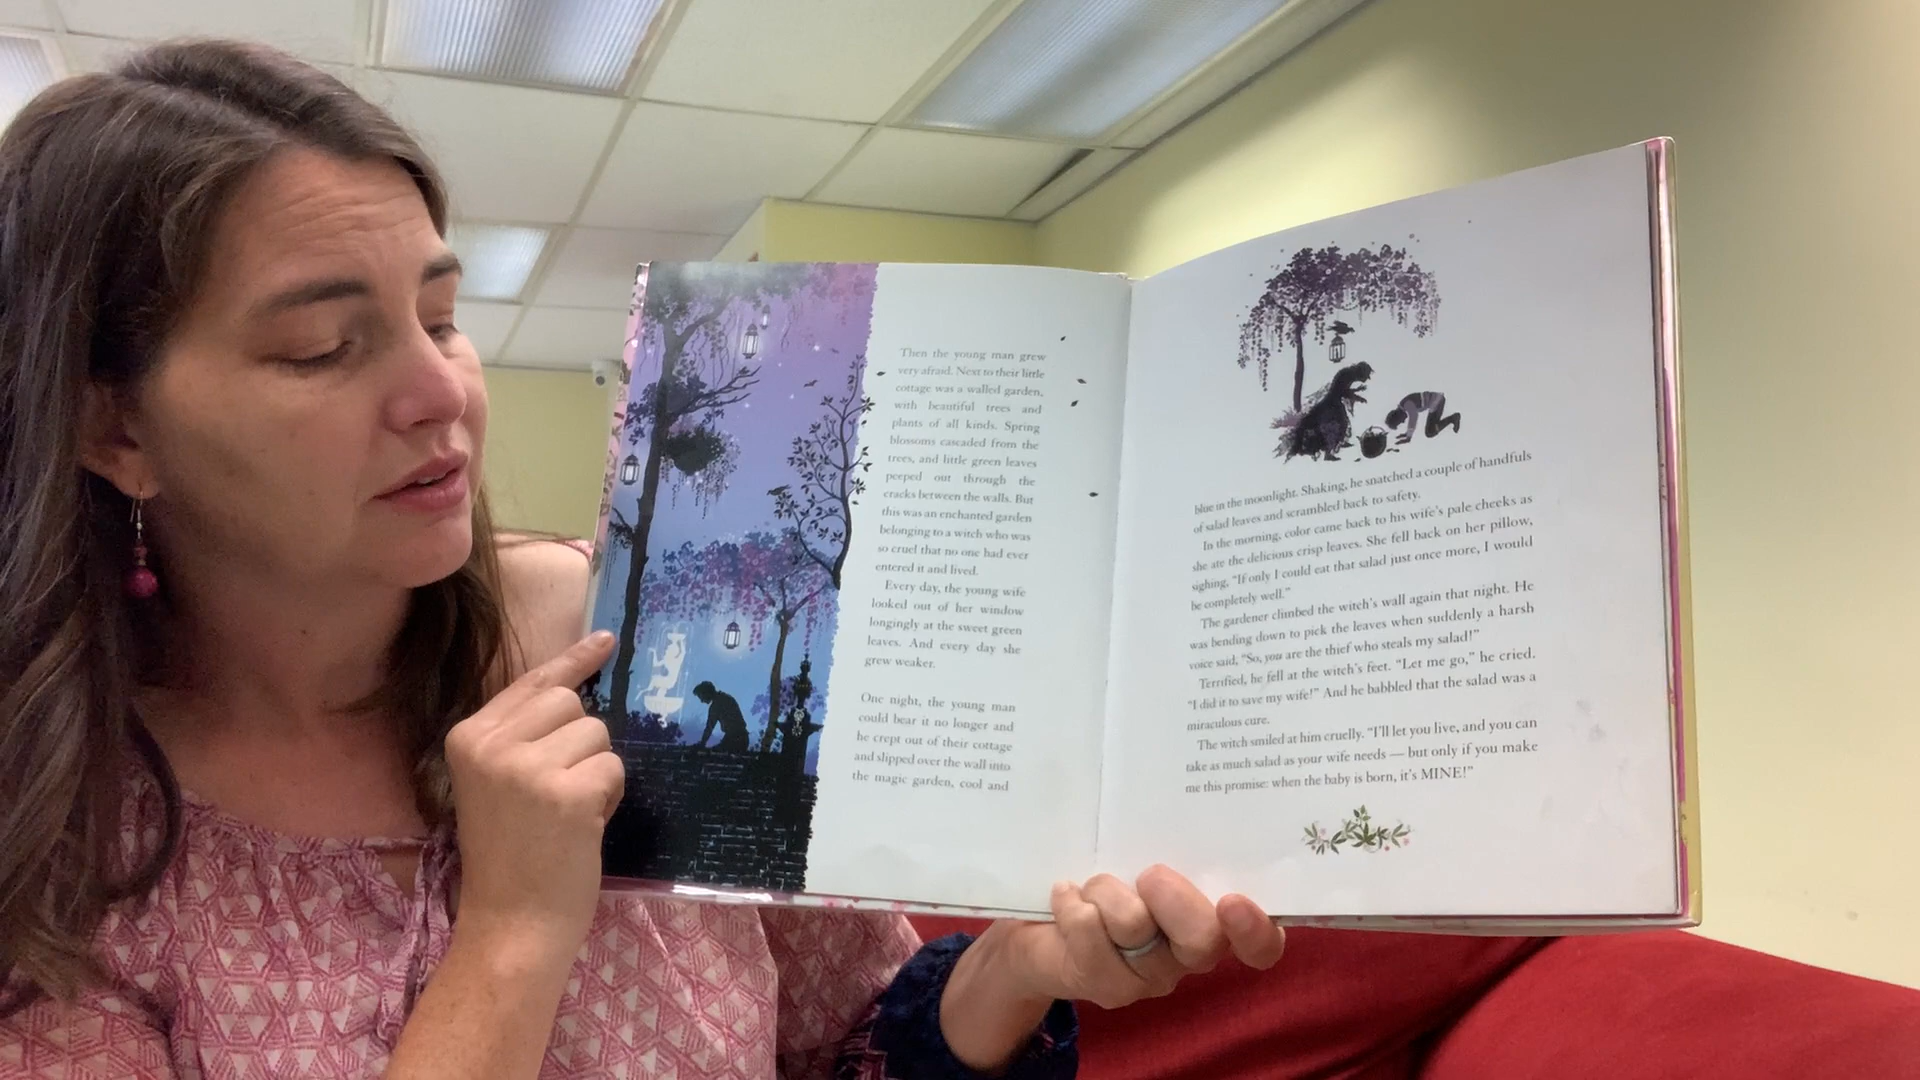 Then the young man grew
very afraid. Next to their little
cottage was a walled garden,
with beautiful trees and
plants of all kinds. Spring
blossoms cascaded from the
trees, and little green leaves
peeped out through the
cracks between the walls. But
this was an enchanted garden
belonging to a witch who was
so cruel that no one had ever
entered it and lived.
Every day, the young wife
looked out of her window
longingly at the sweet green
leaves. And every day she
grew weaker.
One night, the young man
could bear it no longer and
he crept out of their cottage
and slipped over the wall into
the magic garden, cool and
blue in the moonlight. Shaking, he snatched a couple of handfuls
of salad leaves and scrambled back to safety.
In the morning, color came back to his wife's pale cheeks as
she ate the delicious crisp leaves. She fell back on her pillow,
sighing, "If only I could eat that salad just once more, I would
be completely well."
The gardener climbed the witch's wall again that night. He
was bending down to pick the leaves when suddenly a harsh
voice said, "So, you are the thief who steals my salad!"
Terrified, he fell at the witch's feet. "Let me go," he cried.
"I did it to save my wife!" And he babbled that the salad was a
miraculous cure.
The witch smiled at him cruelly. "I'll let you live, and you can
take as much salad as your wife needs — but only if you make
me this promise: when the baby is born, it's MINE!"